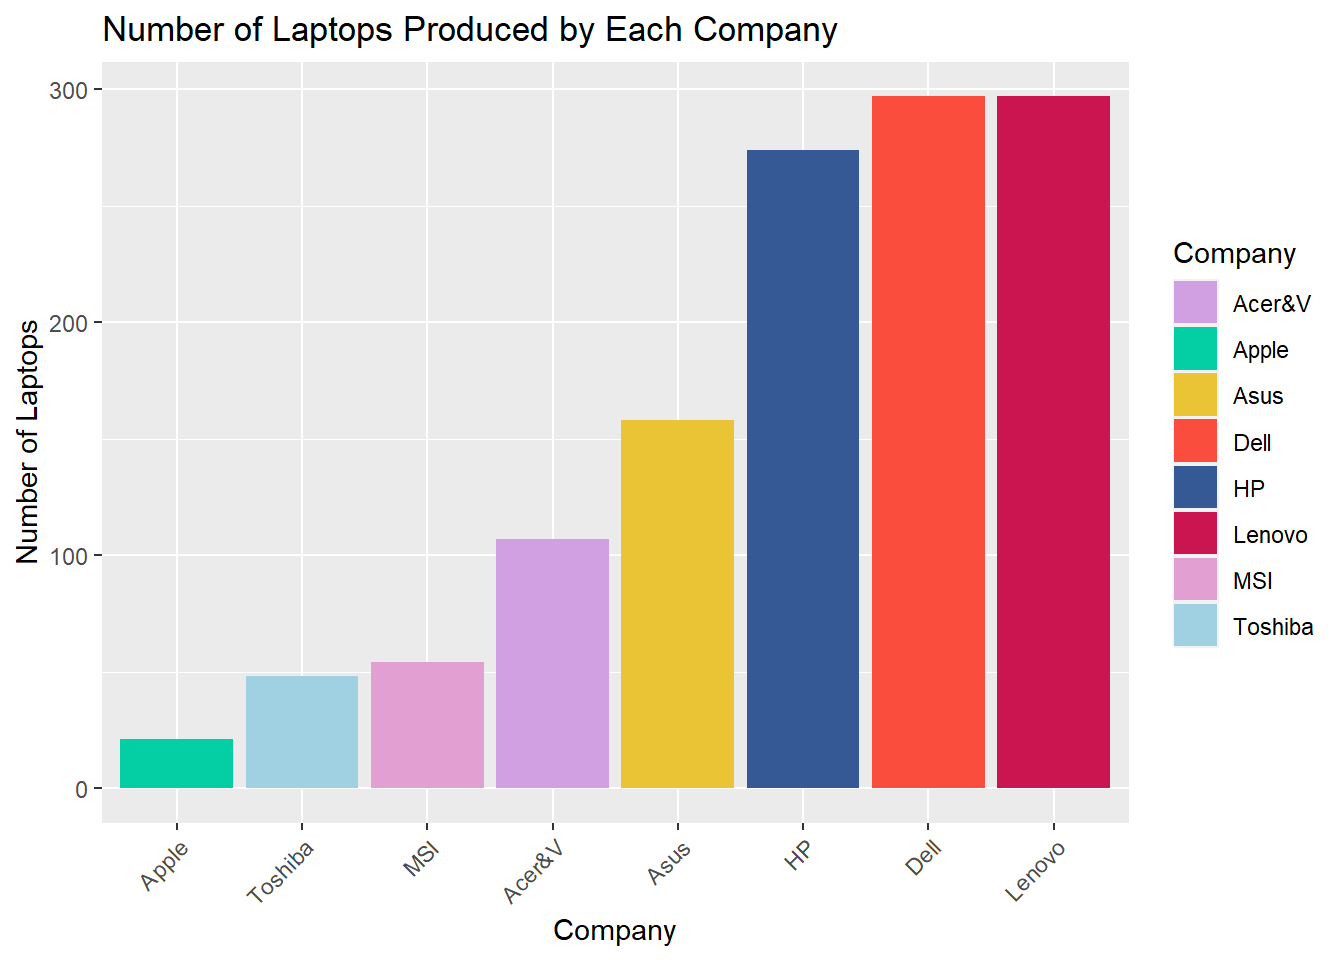 Number of Laptops Produced by Each Company
Number of Laptops
300
200
100
0
Apple
Toshiba
MSI
Acer&V
Asus
HP
Dell
Lenovo
Company
Company
Acer&V
Apple
Asus
Dell
HP
Lenovo
MSI
Toshiba